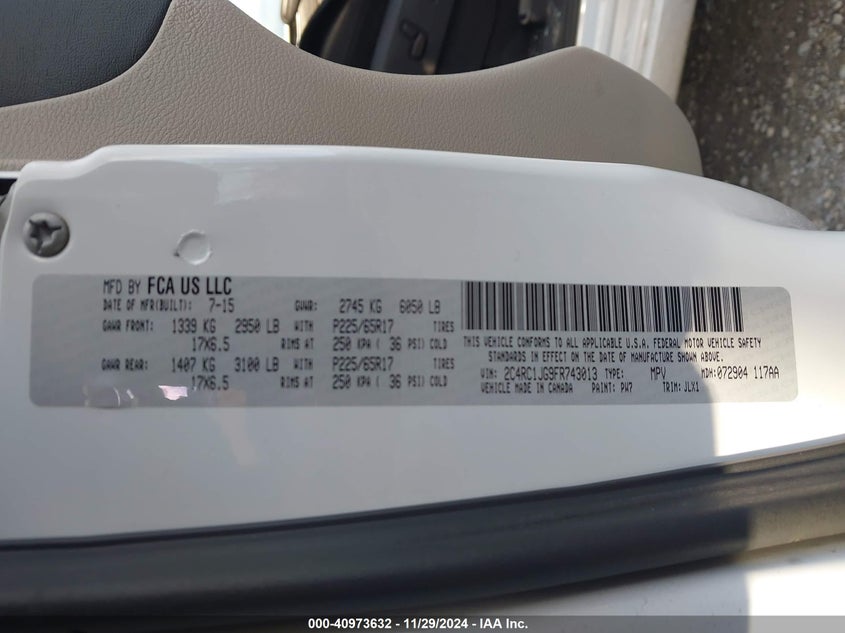 MFD BY FCA US LLC
DATE OF MFR(BUILT): 7-15 GVWR: 2745 KG 6050 LB
GAWR FRONT: 1339 KG 2950 LB WITH P225/65R17 TIRES
17X6.5 RIMS AT 250 KPA ( 36 PSI) COLD
GAWR REAR: 1407 KG 3100 LB WITH P225/65R17 TIRES
17X6.5 RIMS AT 250 KPA ( 36 PSI) COLD
THIS VEHICLE CONFORMS TO ALL APPLICABLE U.S.A. FEDERAL MOTOR VEHICLE SAFETY
STANDARDS IN EFFECT ON THE DATE OF MANUFACTURE SHOWN ABOVE.
VIN: 2C4RC1JG9FR743013 TYPE: MPV MDH: 072904 117AA
VEHICLE MADE IN CANADA PAINT: PW7 TRIM: JLX1
000-40973632 - 11/29/2024 - IAA Inc.